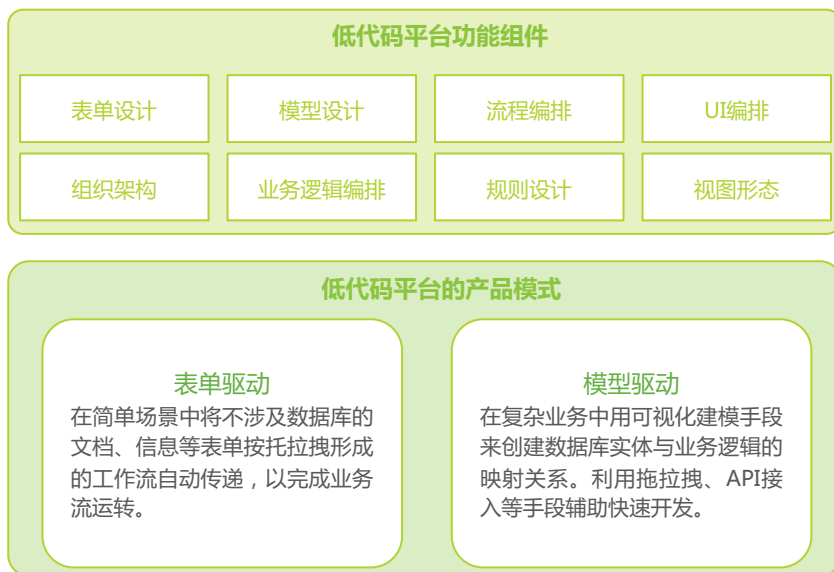 低代码平台功能组件
表单设计
模型设计
流程编排
UI编排
组织架构
业务逻辑编排
规则设计
视图形态
低代码平台的产品模式
表单驱动
在简单场景中将不涉及数据库的
文档、信息等表单按托拉拽形成
的工作流自动传递，以完成业务
流运转。
模型驱动
在复杂业务中用可视化建模手段
来创建数据库实体与业务逻辑的
映射关系。利用拖拉拽、API接
入等手段辅助快速开发。